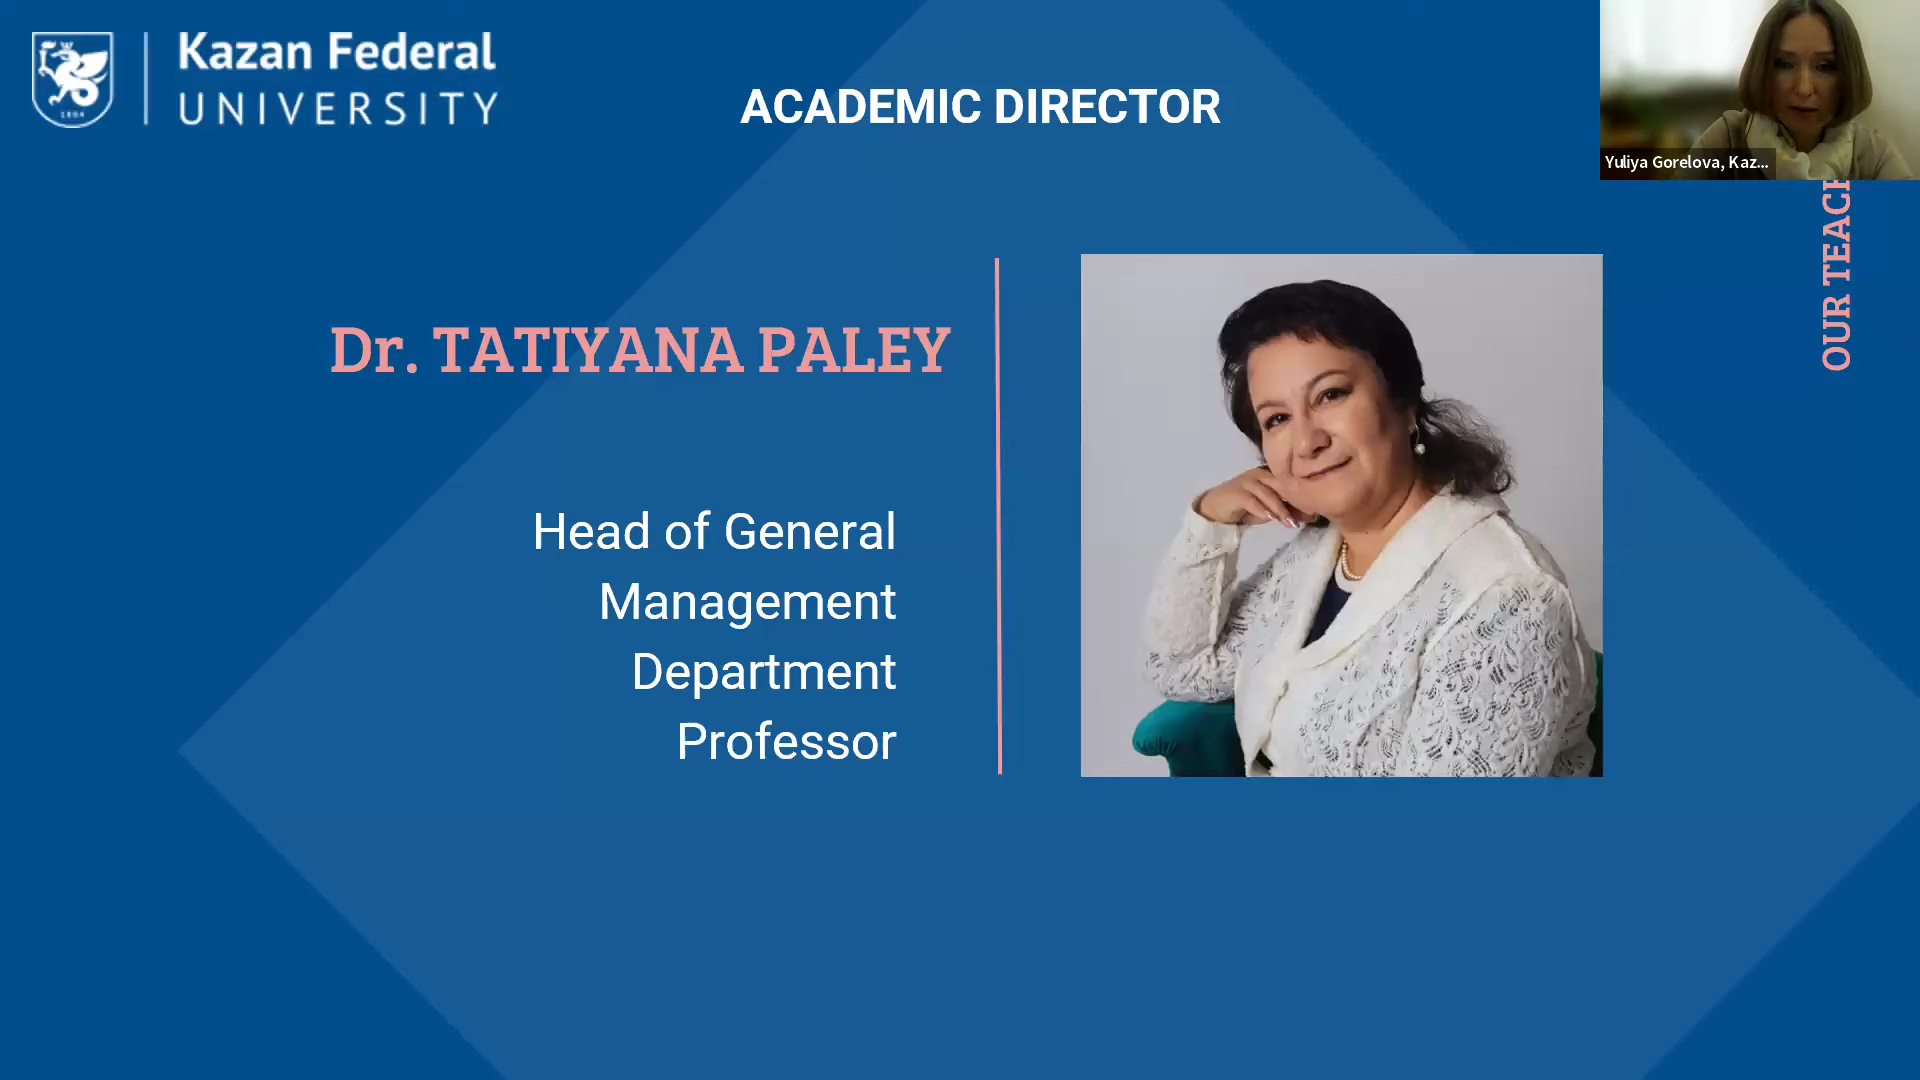 Kazan Federal
UNIVERSITY
1804
ACADEMIC DIRECTOR
Yuliya Gorelova, Kaz...
OUR TEACH
Dr. TATIYANA PALEY
Head of General
Management
Department
Professor